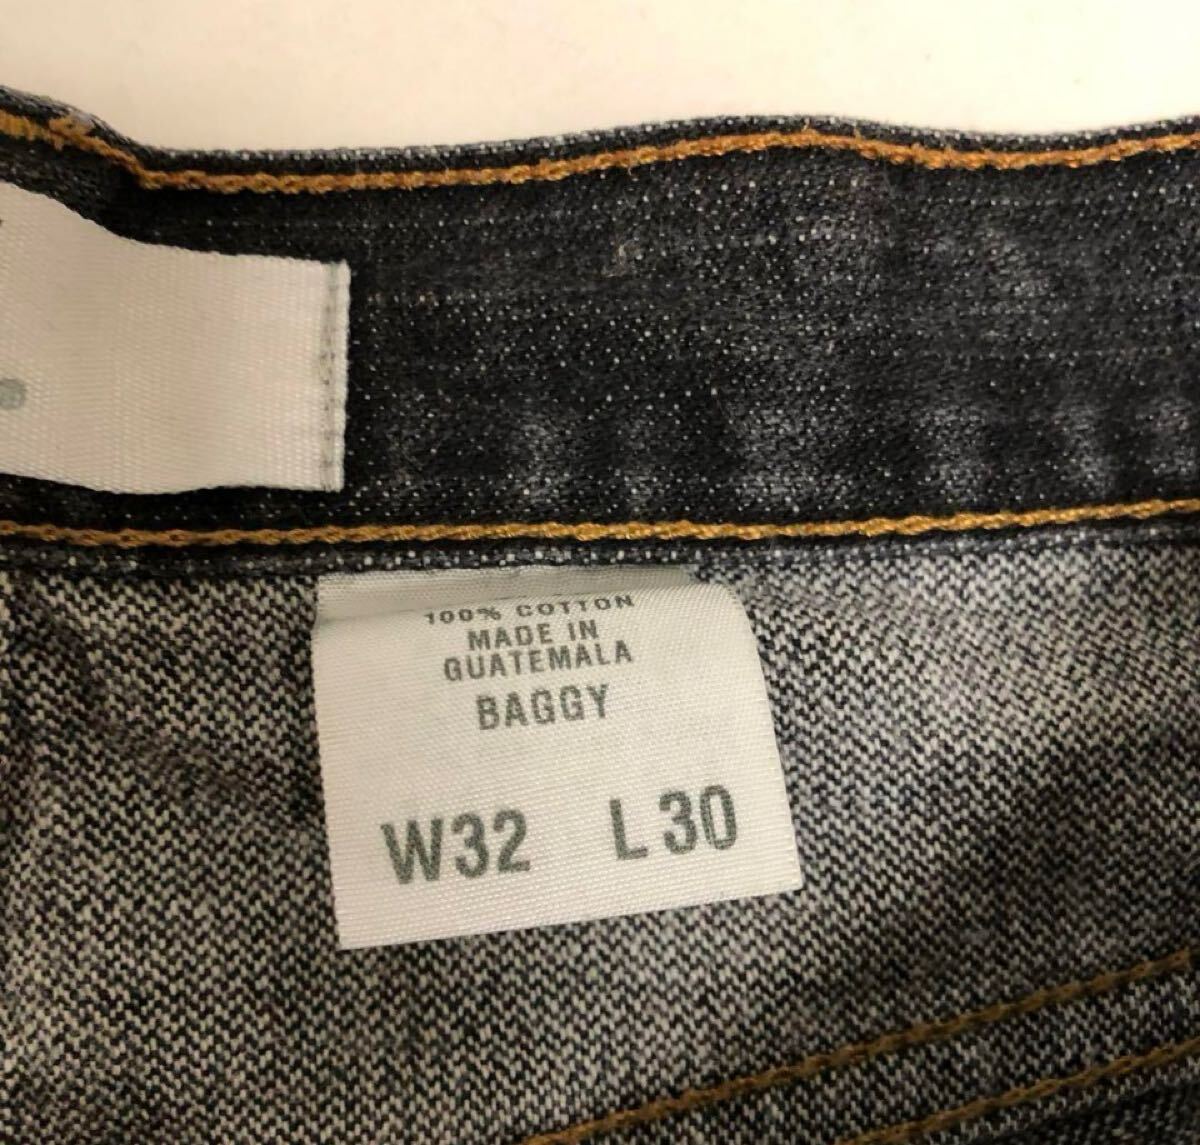 100% COTTON
MADE IN
GUATEMALA
BAGGY
W32 L30